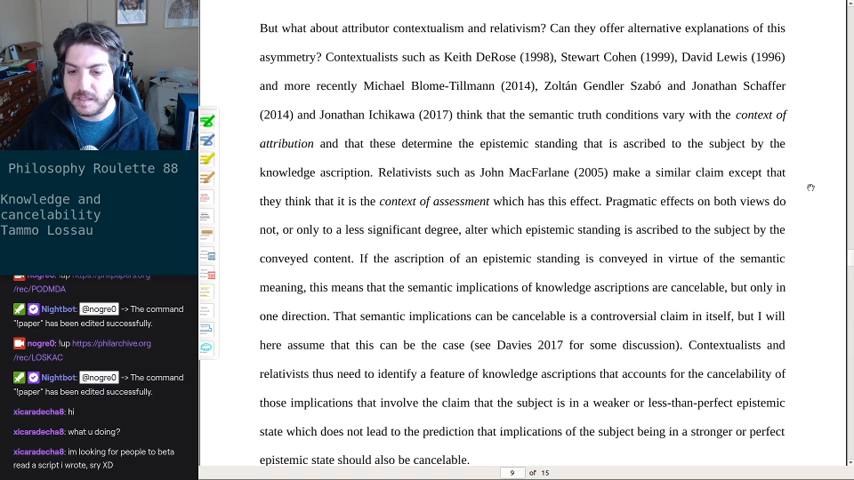 But what about attributor contextualism and relativism? Can they offer alternative explanations of this
asymmetry? Contextualists such as Keith DeRose (1998), Stewart Cohen (1999), David Lewis (1996)
and more recently Michael Blome-Tillmann (2014), Zoltán Gendler Szabó and Jonathan Schaffer
(2014) and Jonathan Ichikawa (2017) think that the semantic truth conditions vary with the context of
attribution and that these determine the epistemic standing that is ascribed to the subject by the
knowledge ascription. Relativists such as John MacFarlane (2005) make a similar claim except that
they think that it is the context of assessment which has this effect. Pragmatic effects on both views do
not, or only to a less significant degree, alter which epistemic standing is ascribed to the subject by the
conveyed content. If the ascription of an epistemic standing is conveyed in virtue of the semantic
meaning, this means that the semantic implications of knowledge ascriptions are cancelable, but only in
one direction. That semantic implications can be cancelable is a controversial claim in itself, but I will
here assume that this can be the case (see Davies 2017 for some discussion). Contextualists and
relativists thus need to identify a feature of knowledge ascriptions that accounts for the cancelability of
those implications that involve the claim that the subject is in a weaker or less-than-perfect epistemic
state which does not lead to the prediction that implications of the subject being in a stronger or perfect
epistemic state should also be cancelable.
9 of 15
Philosophy Roulette 88
Knowledge and
cancelability
Tammo Lossau
/rec/PODMDA
Nightbot: @nogre0 -> The command
"!paper" has been edited successfully.
nogre0: !up https://philarchive.org
/rec/LOSKAC
Nightbot: @nogre0 -> The command
"!paper" has been edited successfully.
xicaradecha8: hi
xicaradecha8: what u doing?
xicaradecha8: im looking for people to beta
read a script i wrote, sry XD